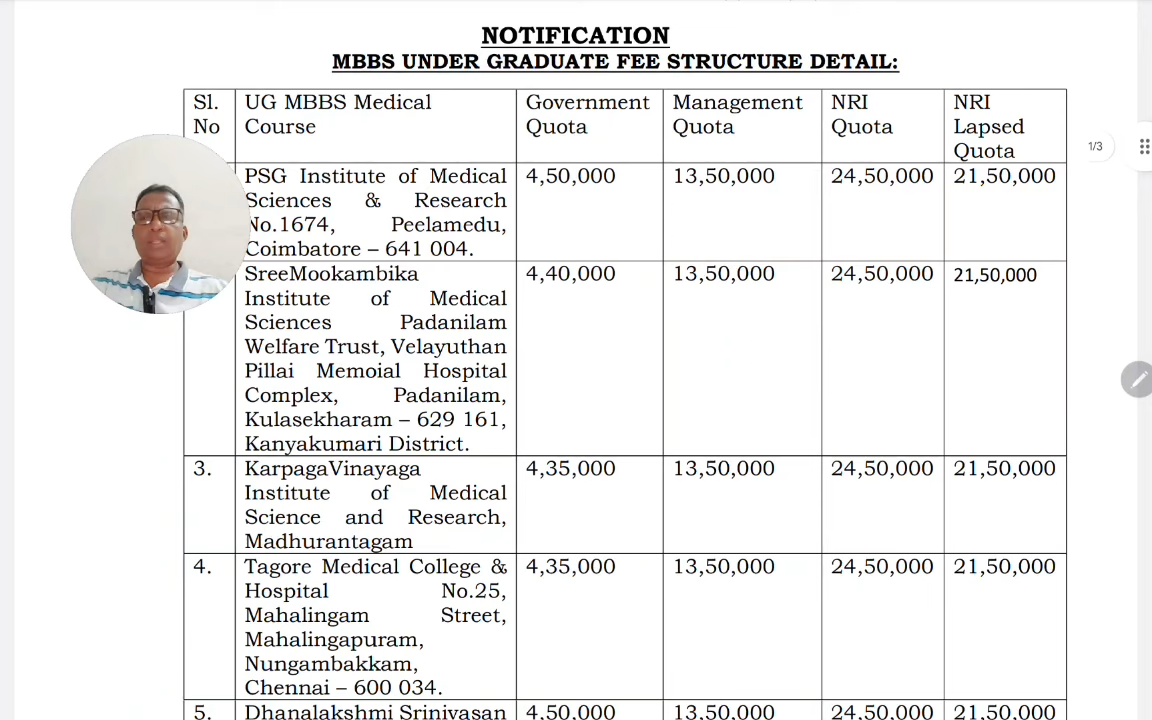 NOTIFICATION
MBBS UNDER GRADUATE FEE STRUCTURE DETAIL:
Sl. No UG MBBS Medical Course Government Quota Management Quota NRI Quota NRI Lapsed Quota
PSG Institute of Medical 4,50,000 13,50,000 24,50,000 21,50,000
Sciences & Research
No.1674, Peelamedu,
Coimbatore – 641 004.
SreeMookambika 4,40,000 13,50,000 24,50,000 21,50,000
Institute of Medical
Sciences Padanilam
Welfare Trust, Velayuthan
Pillai Memoial Hospital
Complex, Padanilam,
Kulasekharam – 629 161,
Kanyakumari District.
3. KarpagaVinayaga 4,35,000 13,50,000 24,50,000 21,50,000
Institute of Medical
Science and Research,
Madhurantagam
4. Tagore Medical College & 4,35,000 13,50,000 24,50,000 21,50,000
Hospital No.25,
Mahalingam Street,
Mahalingapuram,
Nungambakkam,
Chennai – 600 034.
5. Dhanalakshmi Srinivasan 4,50,000 13,50,000 24,50,000 21,50,000
1/3